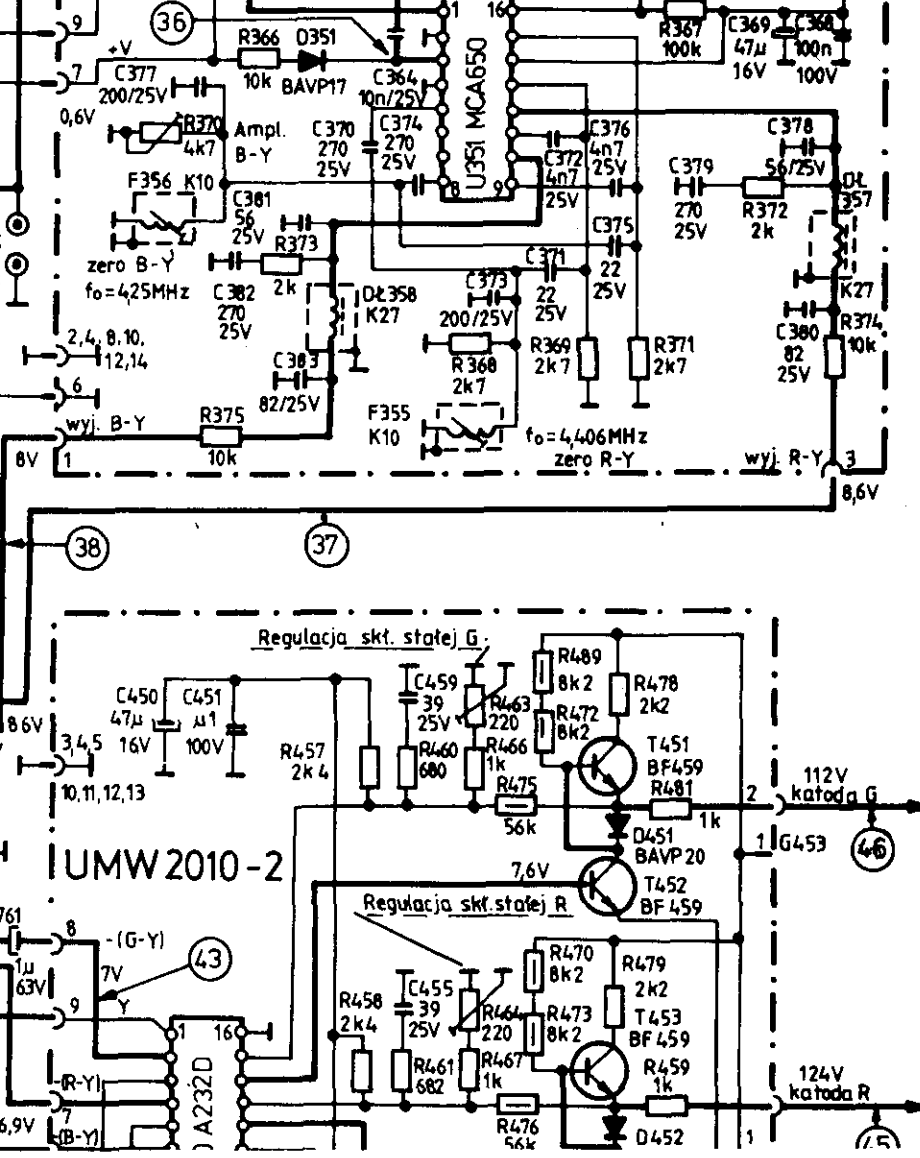 36
9
+V
7
0,6V
C377
200/25V
R366
10k
D351
BAVP17
C364
10n/25V
1
16
U351 MCA650
8
9
R367
100k
C369
47µ
16V
C368
100n
100V
R370
4k7
Ampl.
B-Y
C370
270
25V
C374
270
25V
C376
4n7
25V
C372
4n7
25V
C378
56/25V
C379
270
25V
R372
2k
DŁ
357
K27
F356 K10
zero B-Y
f₀=4,25MHz
C381
56
25V
R373
2k
C382
270
25V
DŁ358
K27
C383
82/25V
C375
22
25V
C371
22
25V
C373
200/25V
R368
2k7
R369
2k7
R371
2k7
C380
82
25V
R374
10k
F355
K10
f₀=4,406MHz
zero R-Y
2,4,8,10,
12,14
6
wyj. B-Y
8V
1
R375
10k
wyj. R-Y
3
8,6V
38
37
Regulacja skł. stałej G
8,6V
C450
47µ
16V
C451
µ1
100V
C459
39
25V
R463
220
R489
8k2
R472
8k2
R478
2k2
3,4,5
10,11,12,13
R457
2k4
R460
680
R466
1k
R475
56k
T451
BF459
R481
1k
2
112V
katoda G
46
D451
BAVP20
1
G453
UMW2010-2
7,6V
T452
BF459
Regulacja skł. stałej R
761
1µ
63V
8
-(G-Y)
7V
43
9
Y
1
16
A232D
-(R-Y)
7
6,9V
-(B-Y)
R458
2k4
C455
39
25V
R461
682
R464
220
R467
1k
R470
8k2
R473
8k2
R479
2k2
T453
BF459
R459
1k
R476
56k
D452
124V
katoda R
45
1